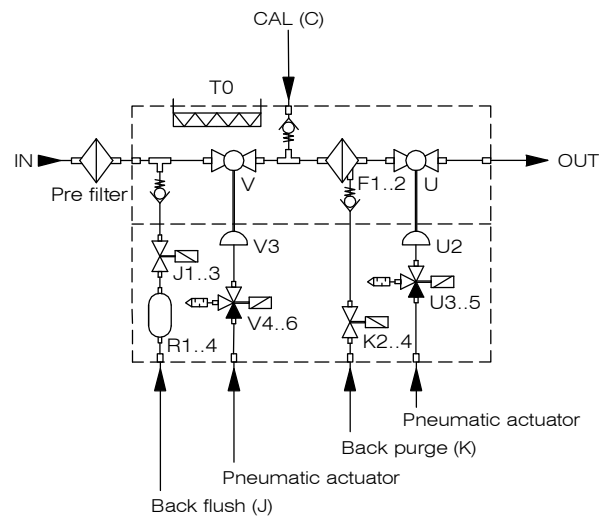 CAL (C)
T0
IN
OUT
Pre filter
V
F1..2
U
V3
U2
J1..3
V4..6
U3..5
R1..4
K2..4
Pneumatic actuator
Back purge (K)
Pneumatic actuator
Back flush (J)